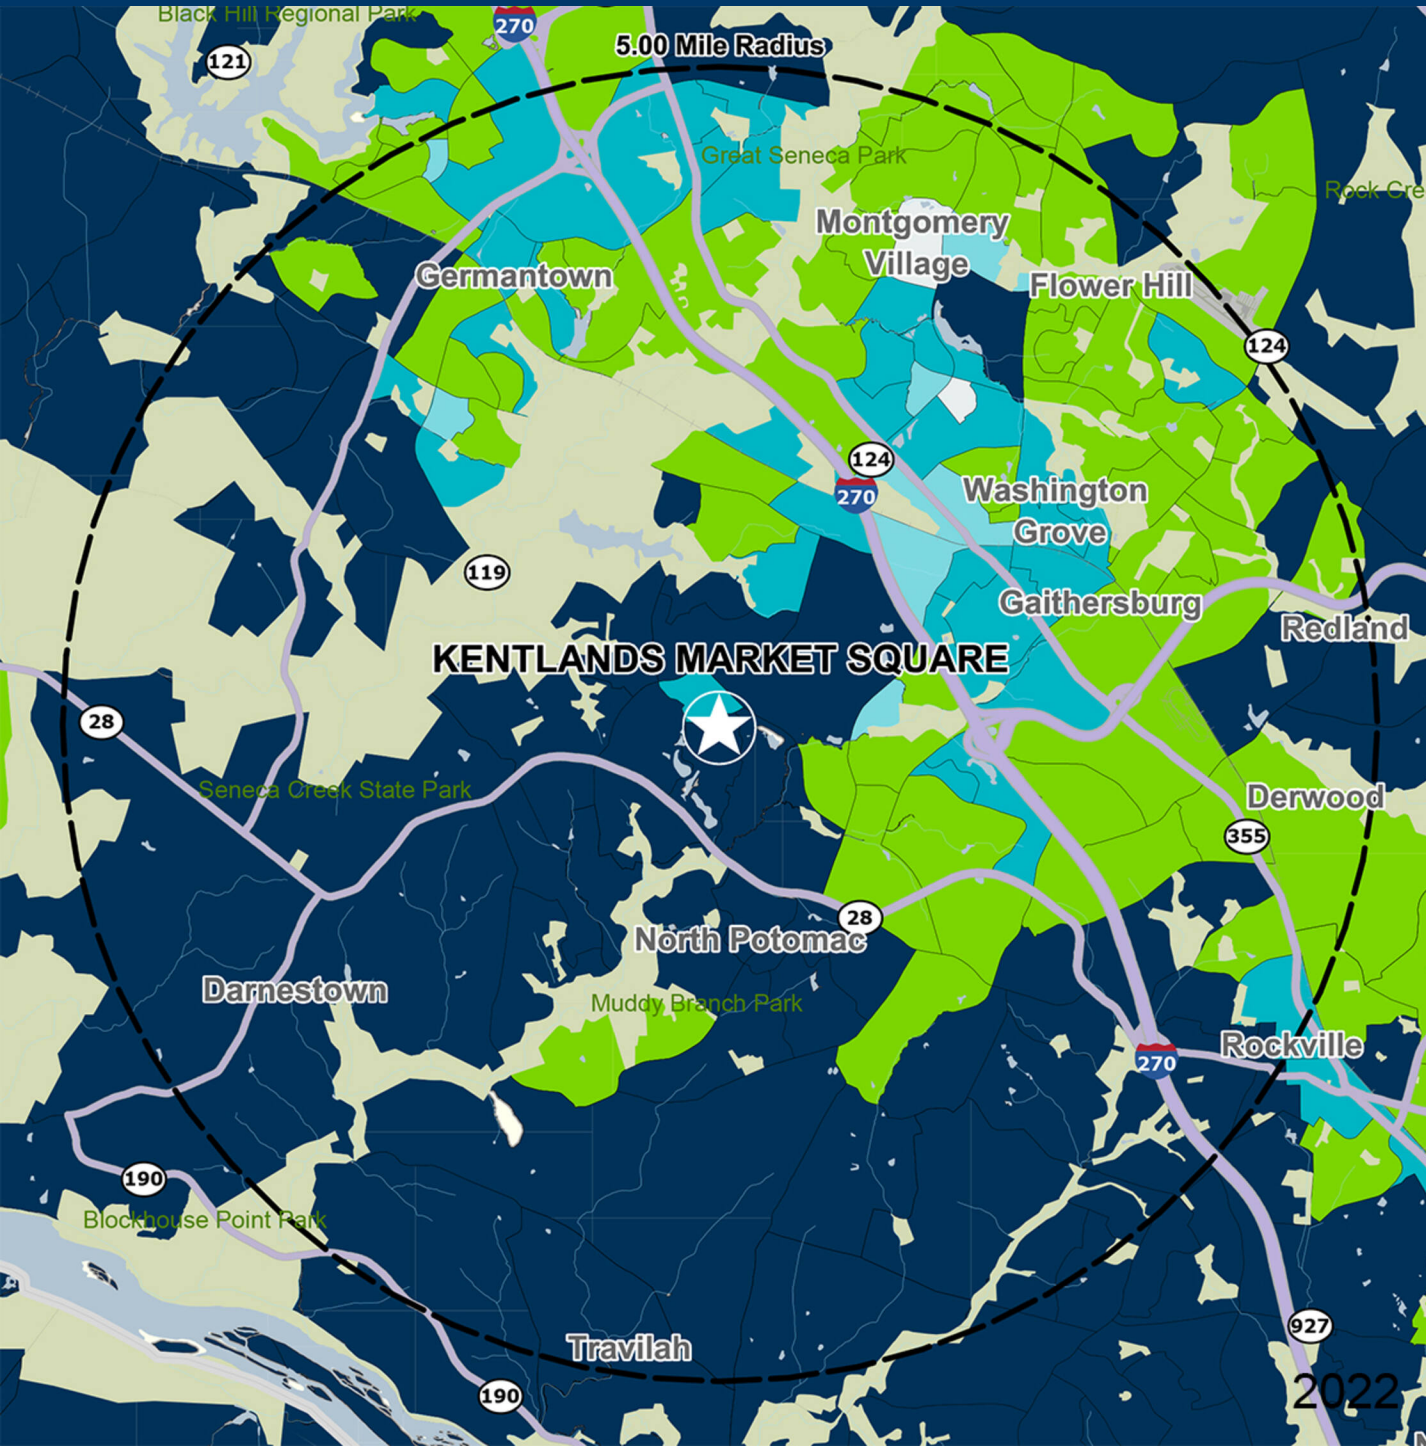 Black Hill Regional Park
270
5.00 Mile Radius
121
Great Seneca Park
Rock Cre
Montgomery
Village
Germantown
Flower Hill
124
124
270
Washington
Grove
119
Gaithersburg
Redland
KENTLANDS MARKET SQUARE
28
Seneca Creek State Park
Derwood
355
28
North Potomac
Darnestown
Muddy Branch Park
Rockville
270
190
Blockhouse Point Park
927
Travilah
190
2022